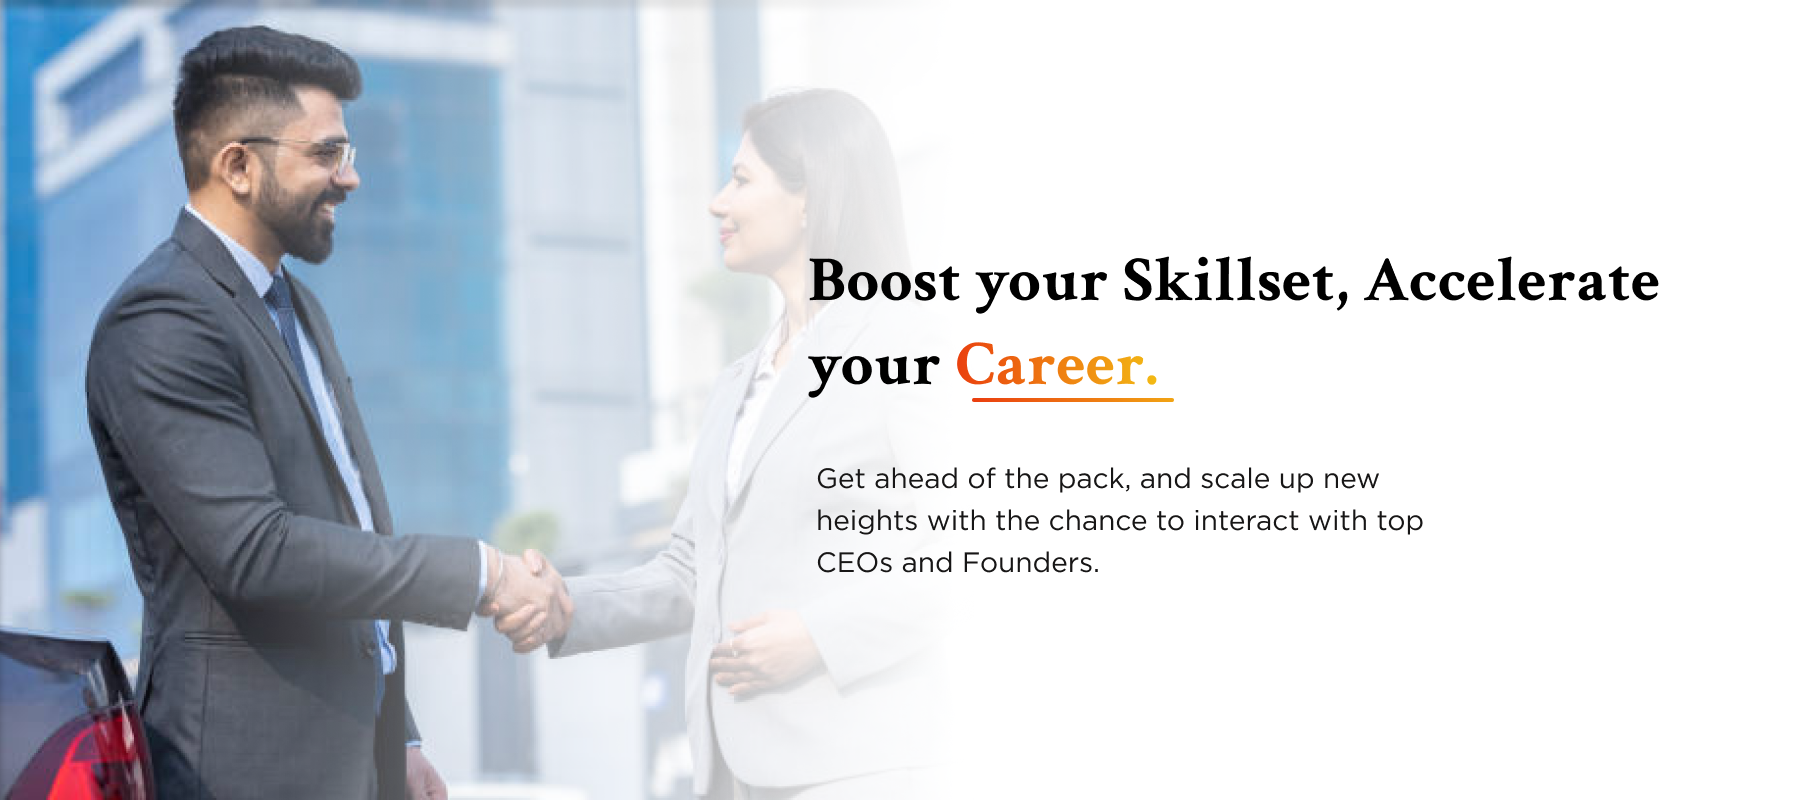 Boost your Skillset, Accelerate
your Career.
Get ahead of the pack, and scale up new
heights with the chance to interact with top
CEOs and Founders.